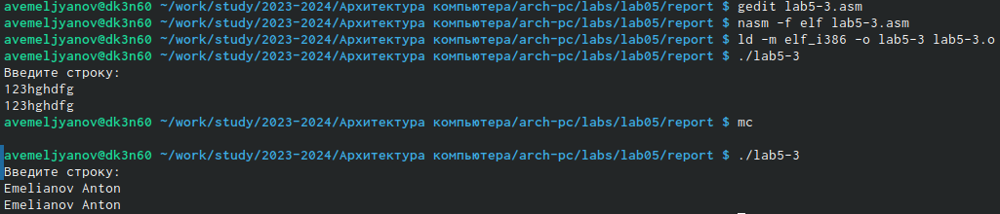 avemeljyanov@dk3n60 ~/work/study/2023-2024/Архитектура компьютера/arch-pc/labs/lab05/report $ gedit lab5-3.asm
avemeljyanov@dk3n60 ~/work/study/2023-2024/Архитектура компьютера/arch-pc/labs/lab05/report $ nasm -f elf lab5-3.asm
avemeljyanov@dk3n60 ~/work/study/2023-2024/Архитектура компьютера/arch-pc/labs/lab05/report $ ld -m elf_i386 -o lab5-3 lab5-3.o
avemeljyanov@dk3n60 ~/work/study/2023-2024/Архитектура компьютера/arch-pc/labs/lab05/report $ ./lab5-3
Введите строку:
123hghdfg
123hghdfg
avemeljyanov@dk3n60 ~/work/study/2023-2024/Архитектура компьютера/arch-pc/labs/lab05/report $ mc
avemeljyanov@dk3n60 ~/work/study/2023-2024/Архитектура компьютера/arch-pc/labs/lab05/report $ ./lab5-3
Введите строку:
Emelianov Anton
Emelianov Anton